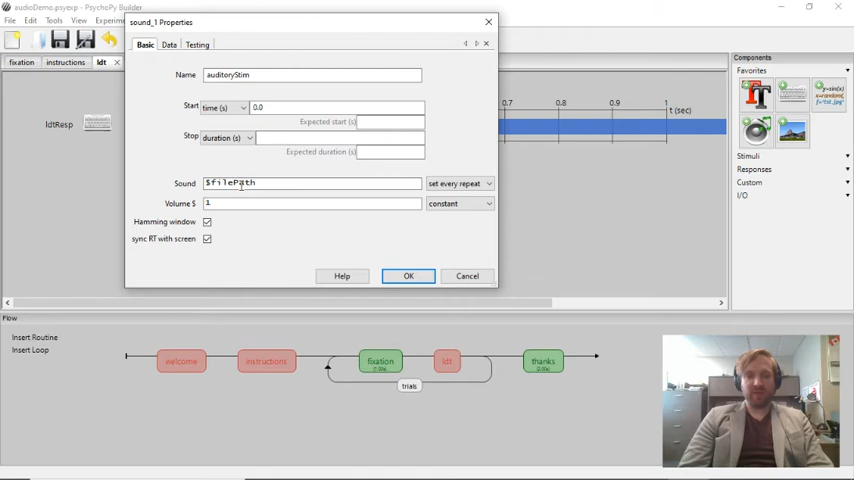 audioDemo.psyexp - PsychoPy Builder
File Edit Tools View Experiment
sound_1 Properties
Basic Data Testing
Name auditoryStim
Start time (s) 0.0
Expected start (s)
Stop duration (s)
Expected duration (s)
Sound $filePath set every repeat
Volume $ 1 constant
Hamming window
sync RT with screen
Help OK Cancel
fixation instructions ldt
ldtResp
0.7 0.8 0.9 1 t (sec)
Components
Favorites
Stimuli
Responses
Custom
I/O
Flow
Insert Routine
Insert Loop
welcome instructions fixation ldt thanks
trials